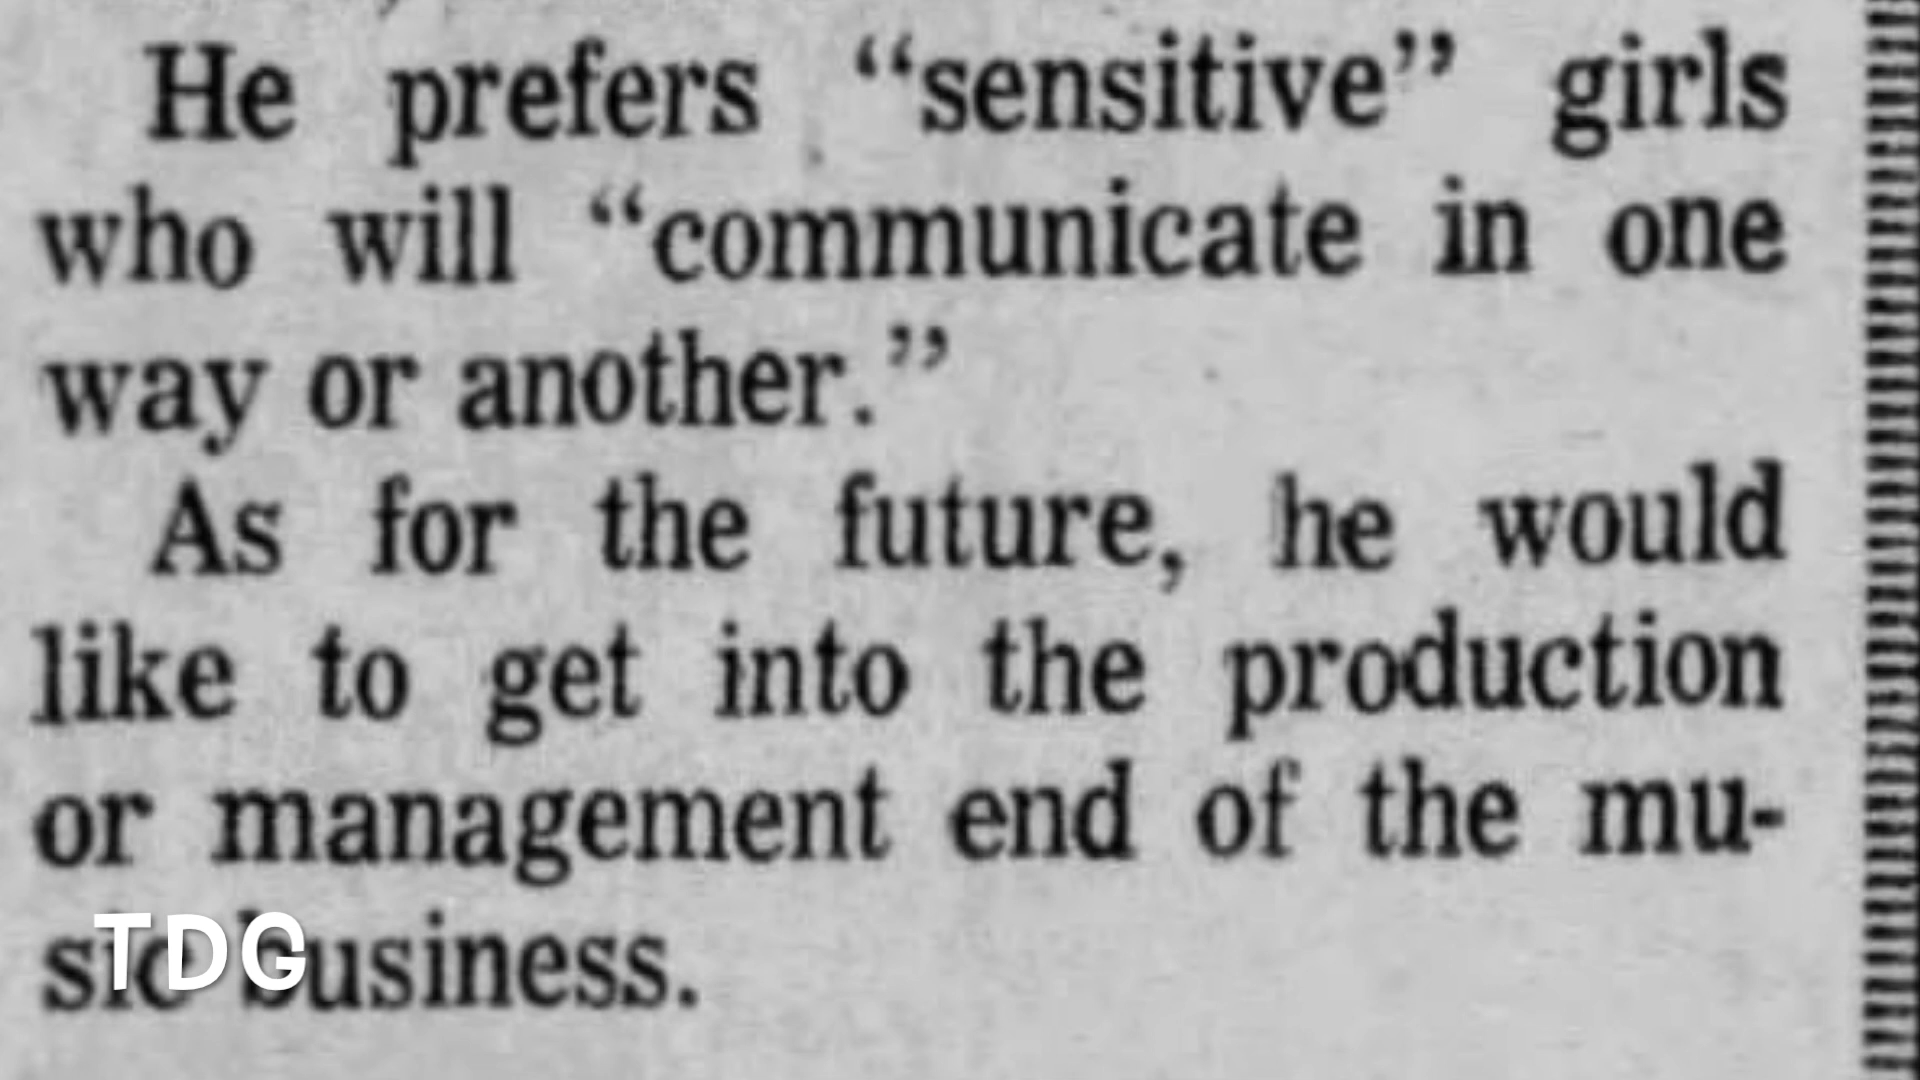 He prefers “sensitive” girls
who will “communicate in one
way or another.”
As for the future, he would
like to get into the production
or management end of the mu-
sic business.
TDG